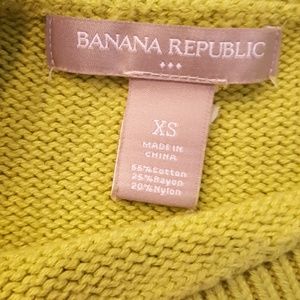 BANANA REPUBLIC
XS
MADE IN
CHINA
55%Cotton
25%Rayon
20%Nylon